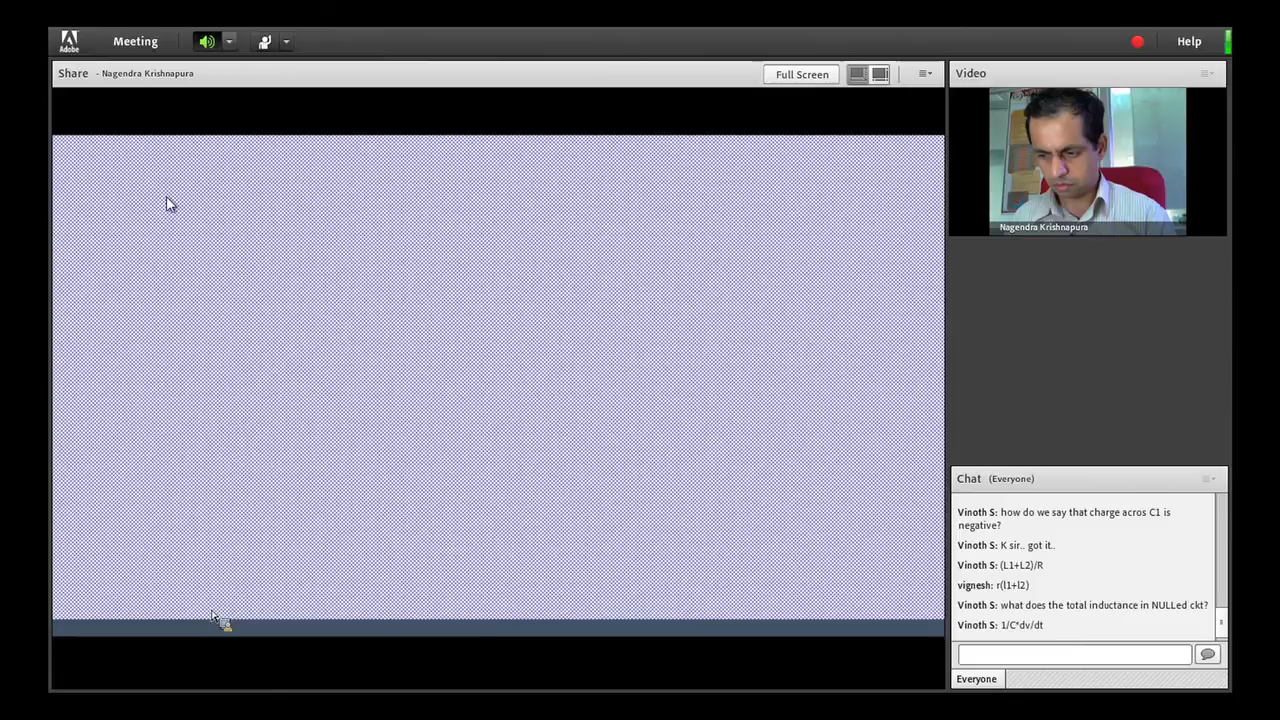 Adobe
Meeting
Help
Share - Nagendra Krishnapura
Full Screen
Video
Nagendra Krishnapura
Chat (Everyone)
Vinoth S: how do we say that charge acros C1 is
negative?
Vinoth S: K sir.. got it..
Vinoth S: (L1+L2)/R
vignesh: r(l1+l2)
Vinoth S: what does the total inductance in NULLed ckt?
Vinoth S: 1/C*dv/dt
Everyone